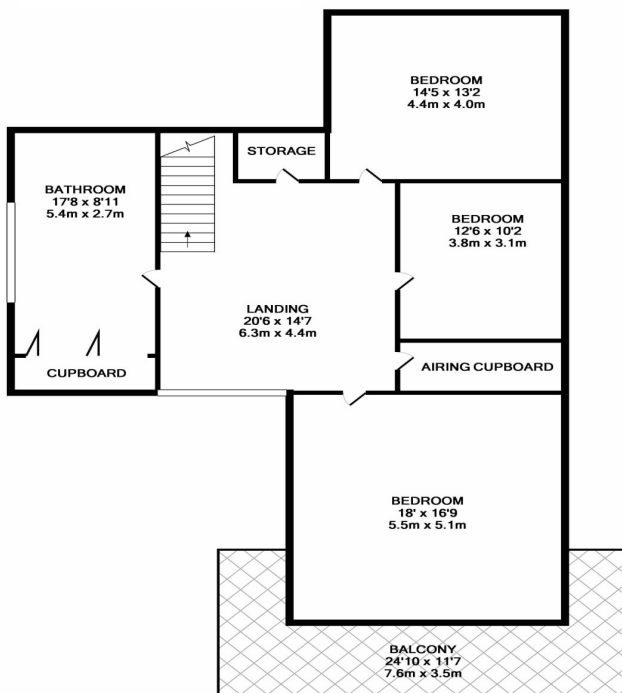 BEDROOM
14'5 x 13'2
4.4m x 4.0m
STORAGE
BATHROOM
17'8 x 8'11
5.4m x 2.7m
BEDROOM
12'6 x 10'2
3.8m x 3.1m
LANDING
20'6 x 14'7
6.3m x 4.4m
CUPBOARD
AIRING CUPBOARD
BEDROOM
18' x 16'9
5.5m x 5.1m
BALCONY
24'10 x 11'7
7.6m x 3.5m